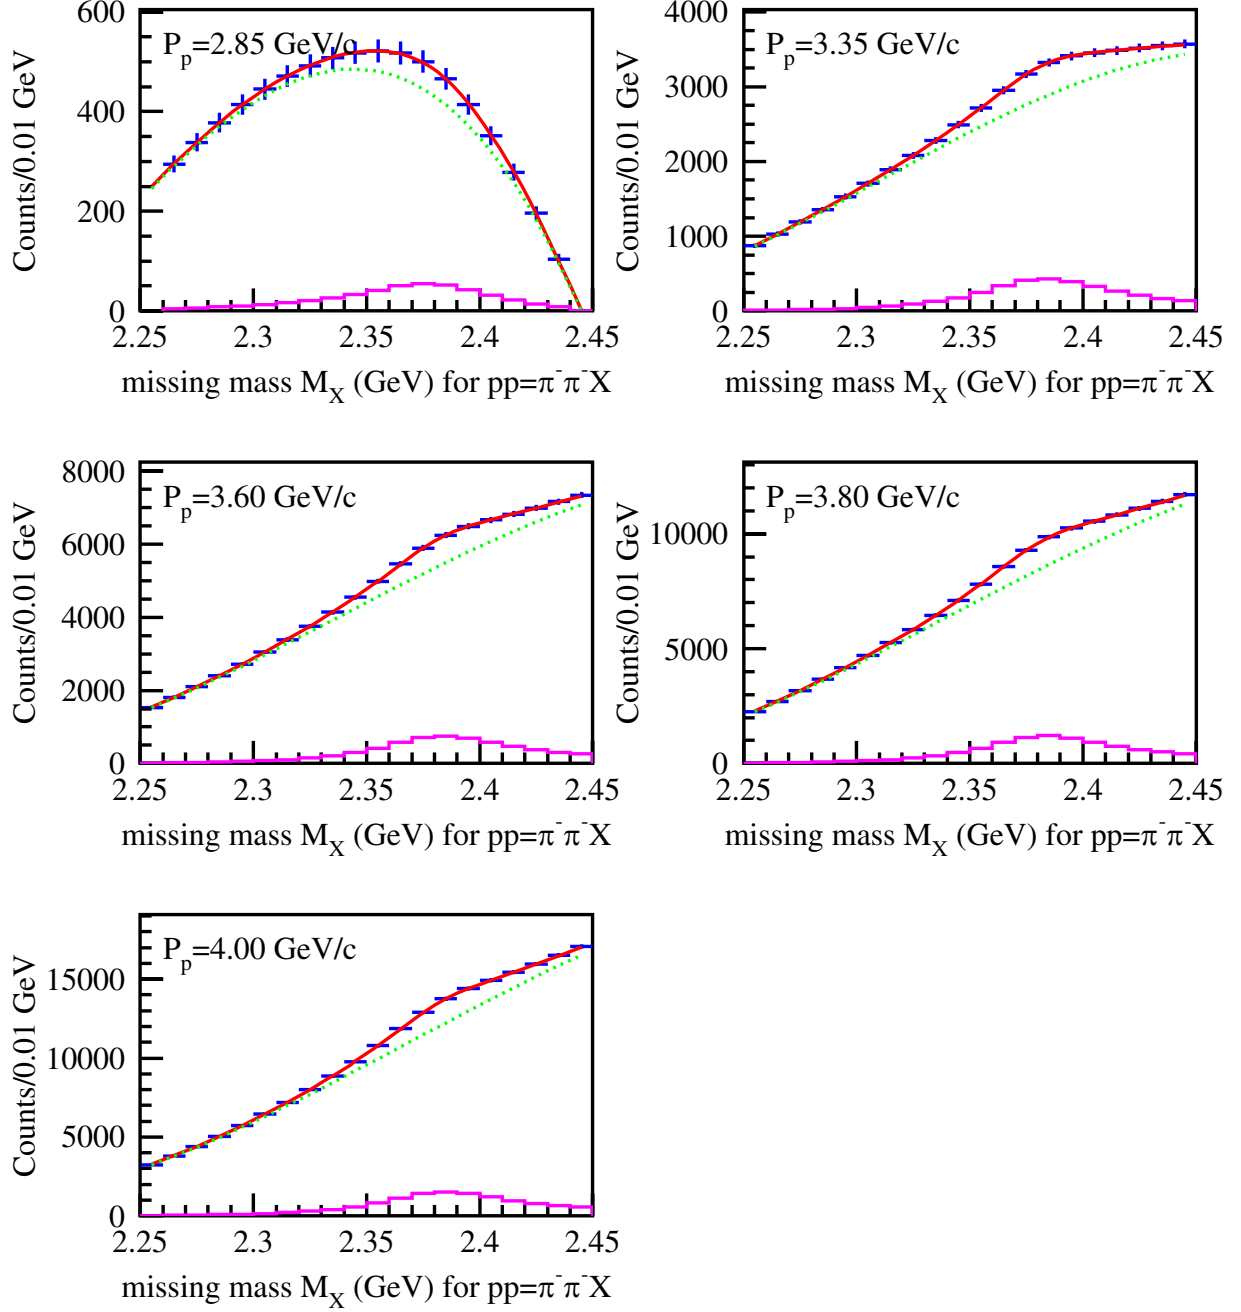 P_p=2.85 GeV/c
Counts/0.01 GeV
600
400
200
0
2.25 2.3 2.35 2.4 2.45
missing mass M_X (GeV) for pp=π⁻π⁻X
P_p=3.35 GeV/c
Counts/0.01 GeV
4000
3000
2000
1000
0
2.25 2.3 2.35 2.4 2.45
missing mass M_X (GeV) for pp=π⁻π⁻X
P_p=3.60 GeV/c
Counts/0.01 GeV
8000
6000
4000
2000
0
2.25 2.3 2.35 2.4 2.45
missing mass M_X (GeV) for pp=π⁻π⁻X
P_p=3.80 GeV/c
Counts/0.01 GeV
10000
5000
0
2.25 2.3 2.35 2.4 2.45
missing mass M_X (GeV) for pp=π⁻π⁻X
P_p=4.00 GeV/c
Counts/0.01 GeV
15000
10000
5000
0
2.25 2.3 2.35 2.4 2.45
missing mass M_X (GeV) for pp=π⁻π⁻X